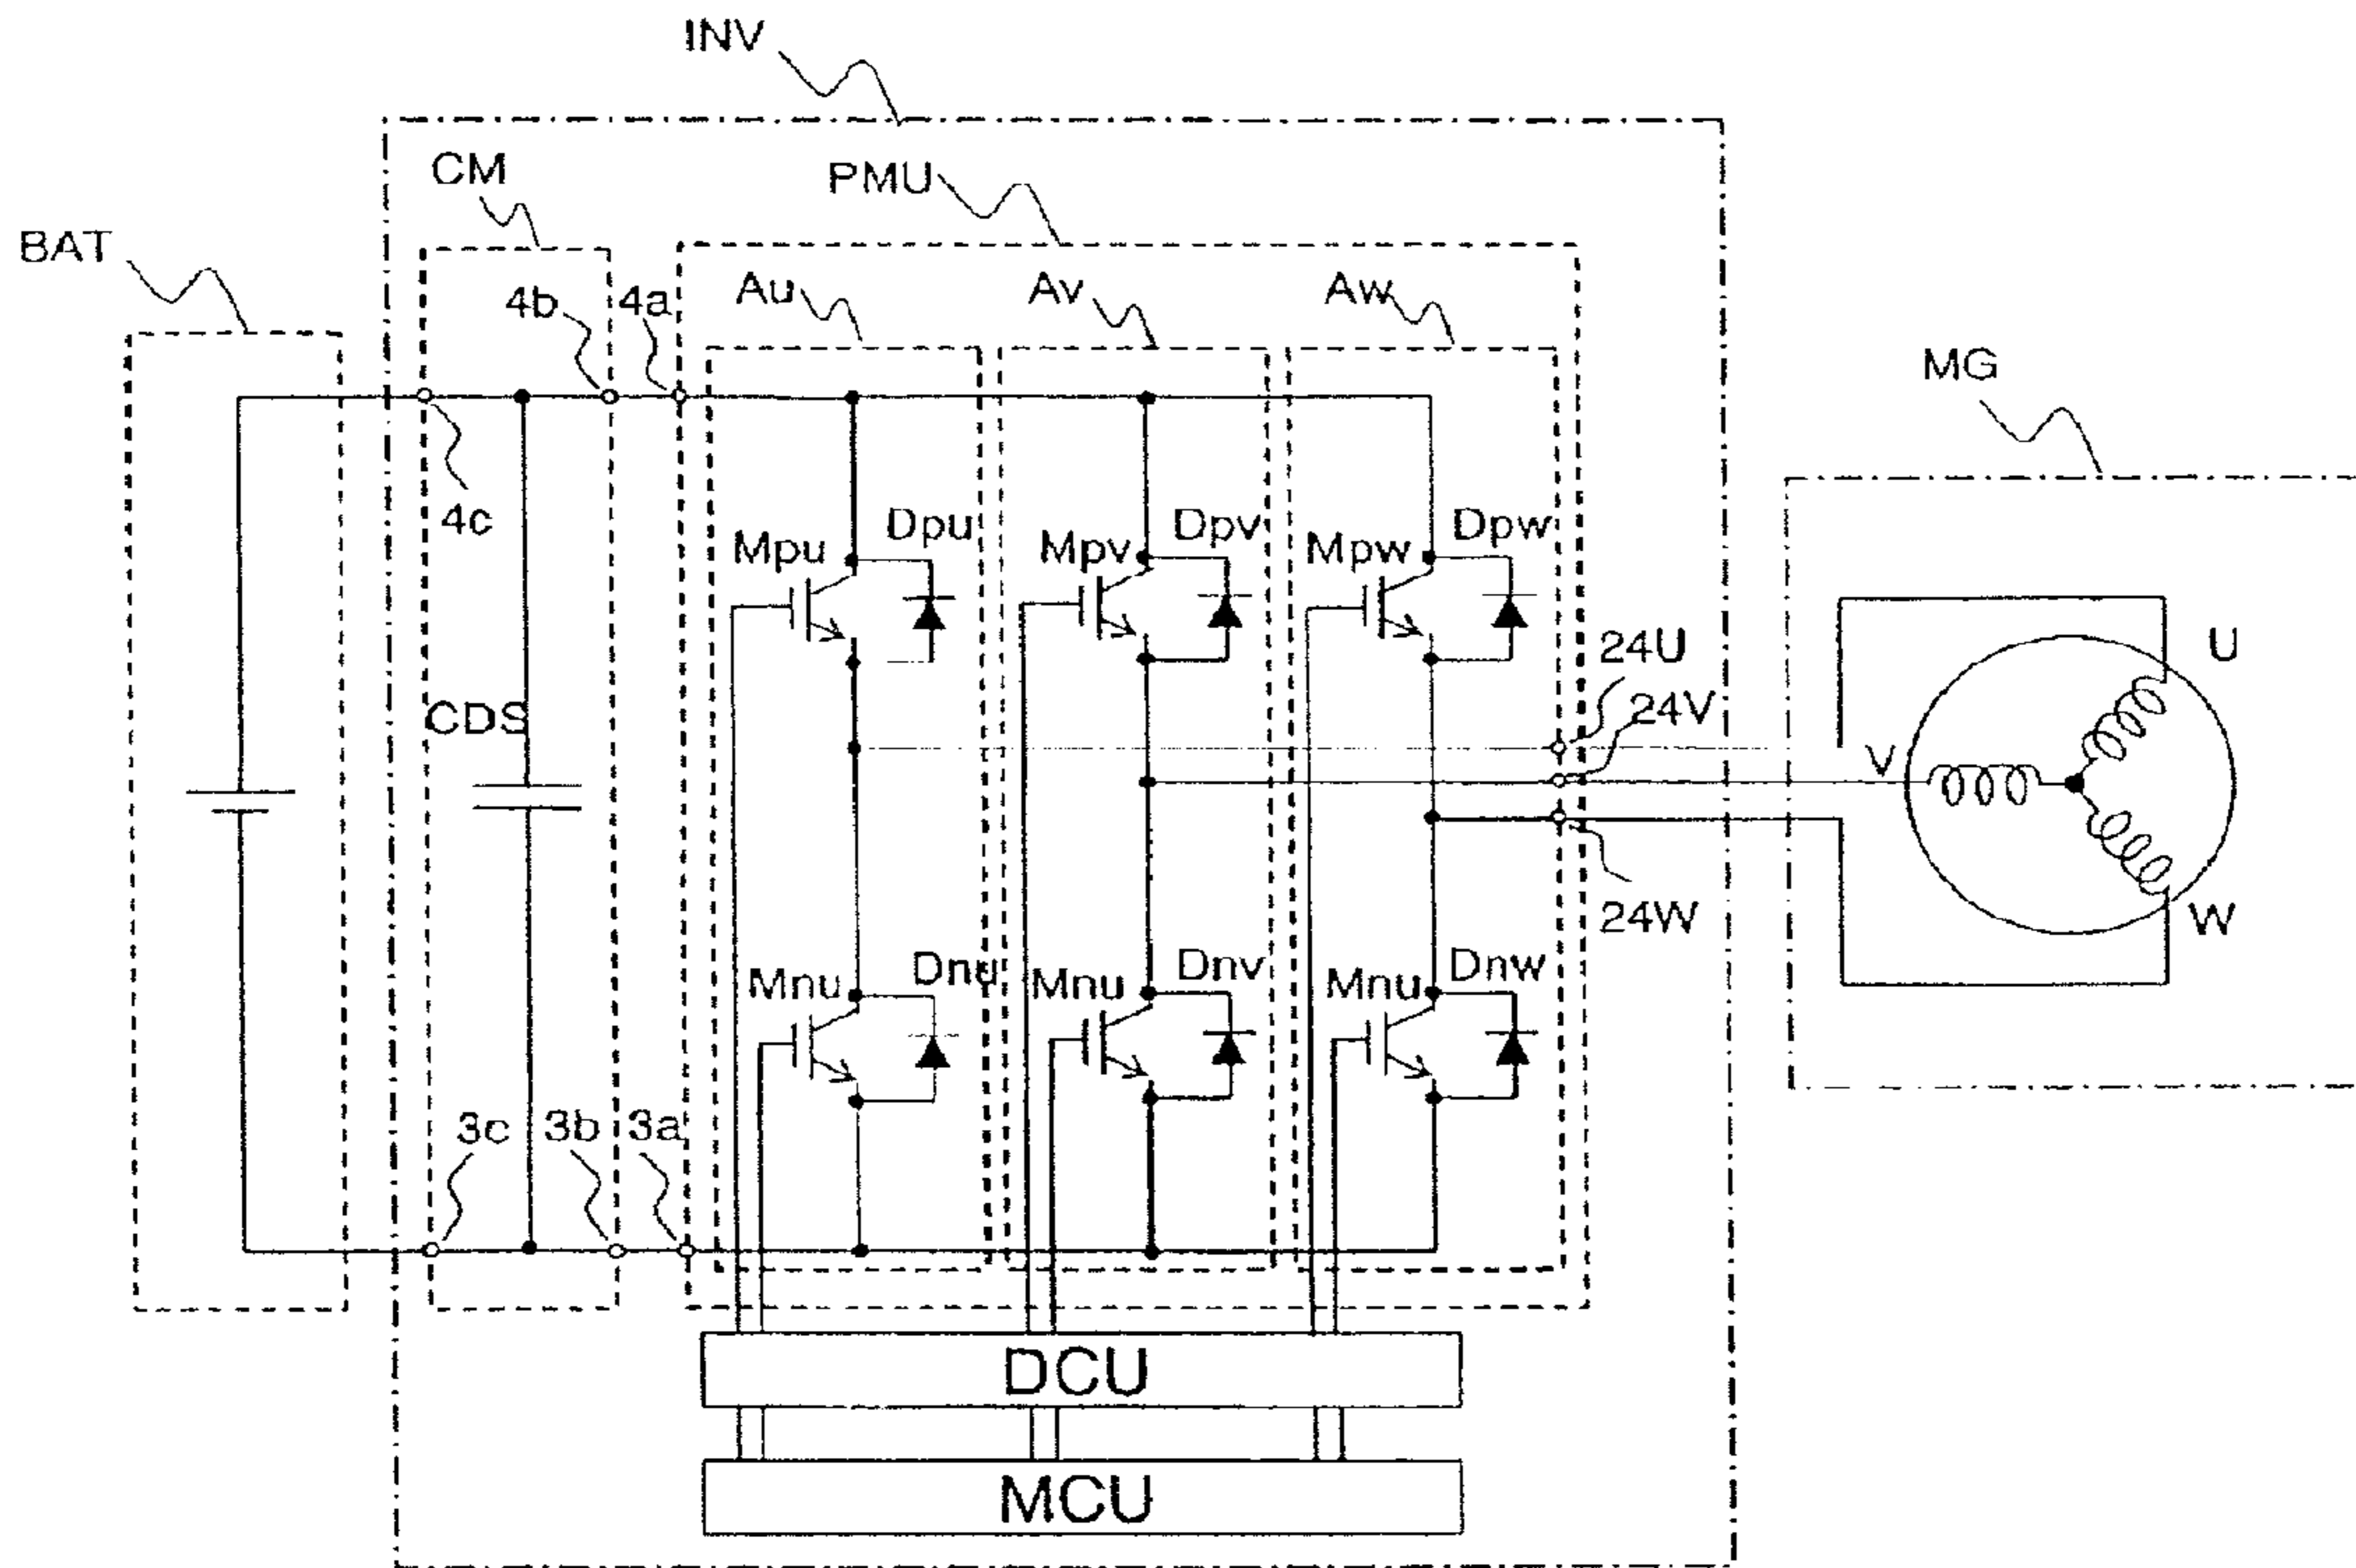 INV
CM
PMU
BAT
4b
4a
Au
Av
Aw
MG
4c
Mpu
Dpu
Mpv
Dpv
Mpw
Dpw
24U
U
24V
CDS
V
24W
W
Mnu
Dnu
Mnu
Dnv
Mnu
Dnw
3c
3b
3a
DCU
MCU